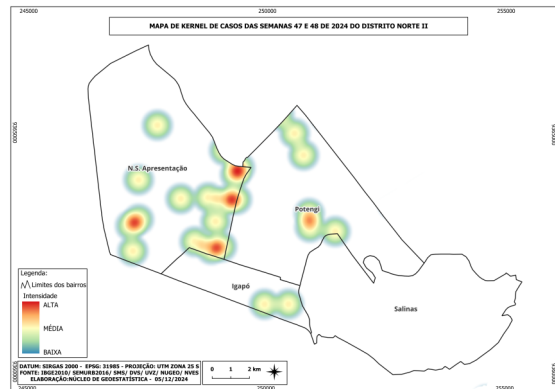 245000 250000 255000
MAPA DE KERNEL DE CASOS DAS SEMANAS 47 E 48 DE 2024 DO DISTRITO NORTE II
9365000 9365000
N.S. Apresentação
Potengi
Igapó
Salinas
Legenda:
Limites dos bairros
Intensidade
ALTA
MÉDIA
BAIXA
DATUM: SIRGAS 2000 - EPSG: 31985 - PROJEÇÃO: UTM ZONA 25 S
FONTE: IBGE2010/ SEMURB2016/ SMS/ DVS/ UVZ/ NUGEO/ NVES
ELABORAÇÃO:NÚCLEO DE GEOESTATÍSTICA - 05/12/2024
0 1 2 km
245000 250000 255000